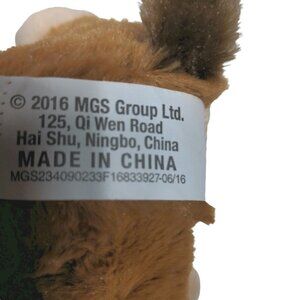 © 2016 MGS Group Ltd.
125, Qi Wen Road
Hai Shu, Ningbo, China
MADE IN CHINA
MGS234090233F16833927-06/16